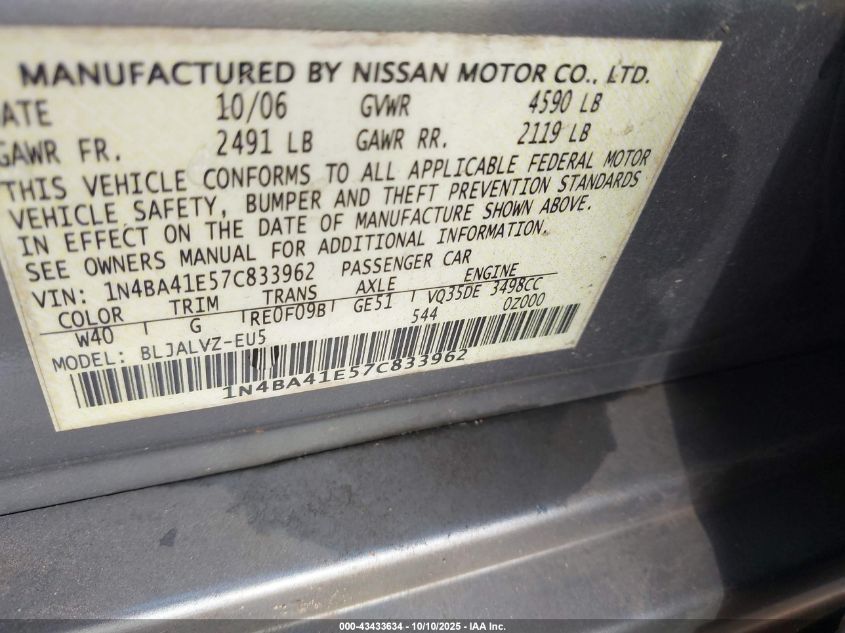 MANUFACTURED BY NISSAN MOTOR CO., LTD.
ATE 10/06 GVWR 4590 LB
GAWR FR. 2491 LB GAWR RR. 2119 LB
THIS VEHICLE CONFORMS TO ALL APPLICABLE FEDERAL MOTOR
VEHICLE SAFETY, BUMPER AND THEFT PREVENTION STANDARDS
IN EFFECT ON THE DATE OF MANUFACTURE SHOWN ABOVE.
SEE OWNERS MANUAL FOR ADDITIONAL INFORMATION.
VIN: 1N4BA41E57C833962 PASSENGER CAR
COLOR TRIM TRANS AXLE ENGINE
W40 G RE0F09B GE51 VQ35DE 3498CC
544 0Z000
MODEL: BLJALVZ-EU5
1N4BA41E57C833962
000-43433634 - 10/10/2025 - IAA Inc.